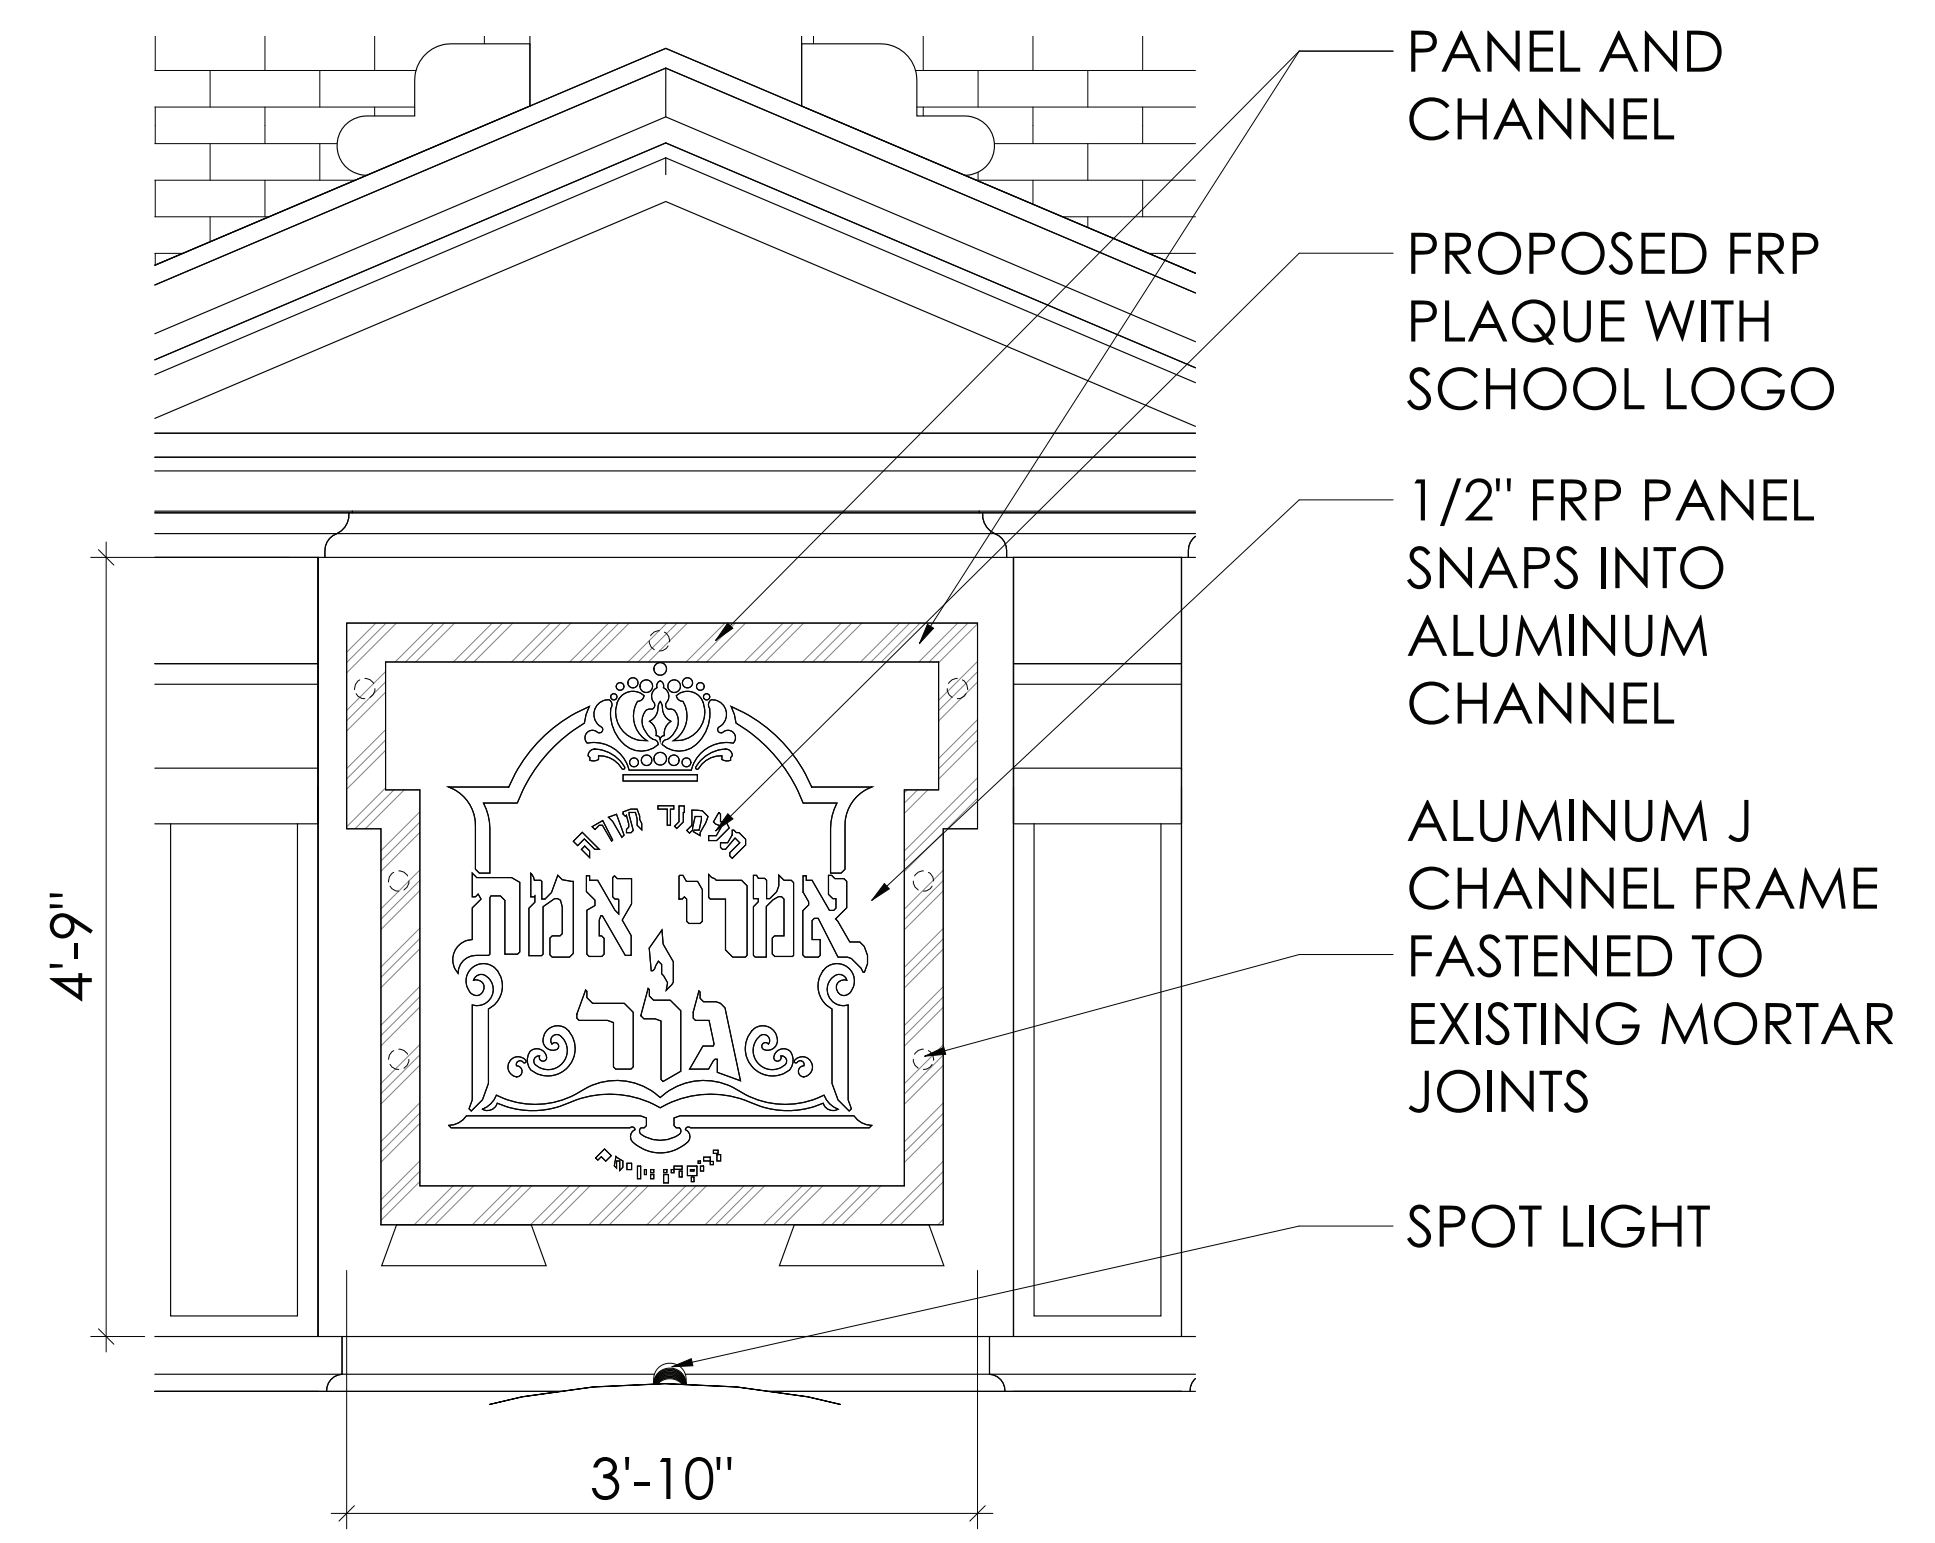 PANEL AND
CHANNEL
PROPOSED FRP
PLAQUE WITH
SCHOOL LOGO
1/2" FRP PANEL
SNAPS INTO
ALUMINUM
CHANNEL
ALUMINUM J
CHANNEL FRAME
FASTENED TO
EXISTING MORTAR
JOINTS
SPOT LIGHT
4'-9"
3'-10"
תורה
אמרי אמת
גור